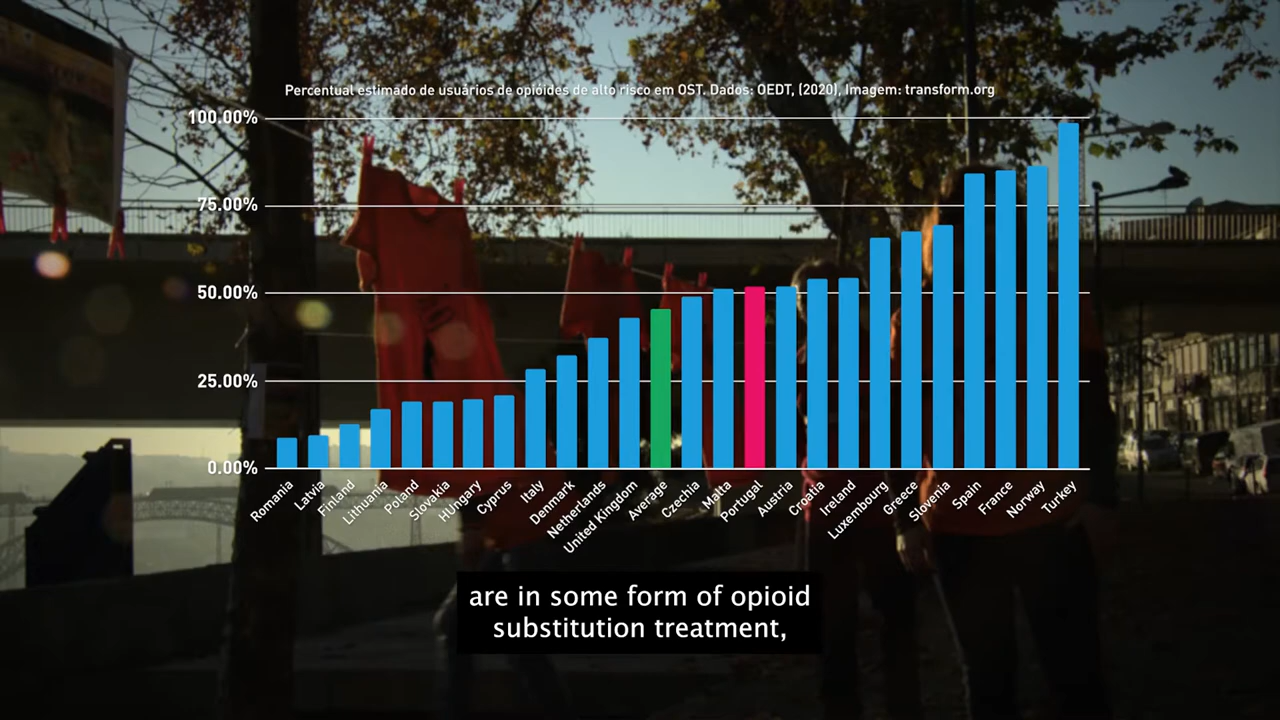 Percentual estimado de usuários de opióides de alto risco em OST. Dados: OEDT, (2020), Imagem: transform.org
100.00%
75.00%
50.00%
25.00%
0.00%
Romania
Latvia
Finland
Lithuania
Poland
Slovakia
HUngary
Cyprus
Italy
Denmark
Netherlands
United Kingdom
Average
Czechia
Malta
Portugal
Austria
Croatia
Ireland
Luxembourg
Greece
Slovenia
Spain
France
Norway
Turkey
are in some form of opioid
substitution treatment,